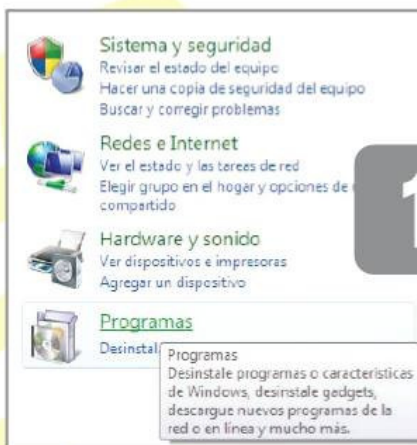 Sistema y seguridad
Revisar el estado del equipo
Hacer una copia de seguridad del equipo
Buscar y corregir problemas
Redes e Internet
Ver el estado y las tareas de red
Elegir grupo en el hogar y opciones de
compartido
1
Hardware y sonido
Ver dispositivos e impresoras
Agregar un dispositivo
Programas
Desinstala
Programas
Desinstale programas o características
de Windows, desinstale gadgets,
descargue nuevos programas de la
red o en línea y mucho más.